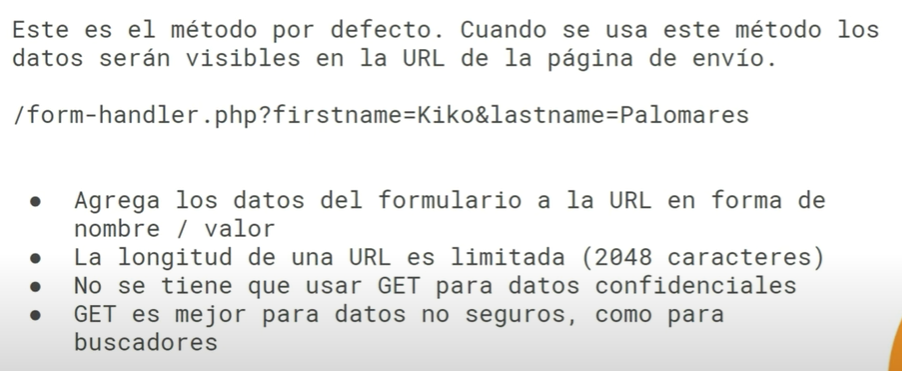 Este es el método por defecto. Cuando se usa este método los
datos serán visibles en la URL de la página de envío.
/form-handler.php?firstname=Kiko&lastname=Palomares
● Agrega los datos del formulario a la URL en forma de
nombre / valor
● La longitud de una URL es limitada (2048 caracteres)
● No se tiene que usar GET para datos confidenciales
● GET es mejor para datos no seguros, como para
buscadores